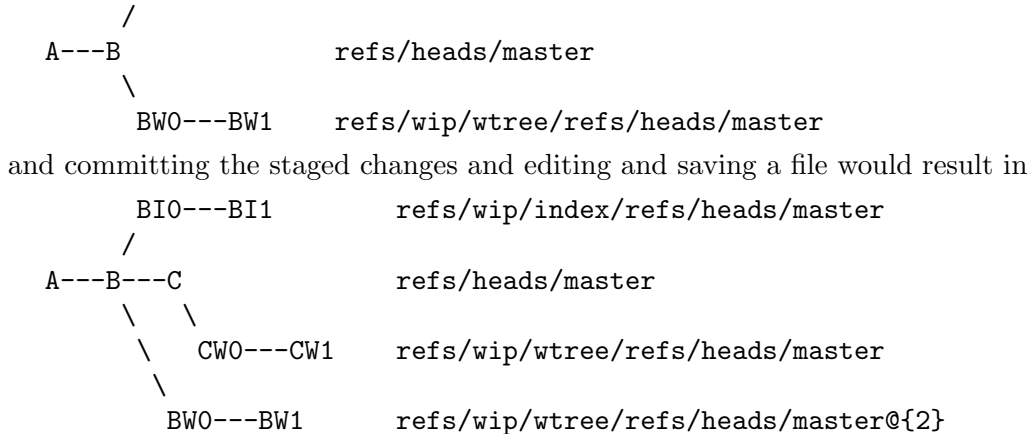 /
A---B              refs/heads/master
      \
       BW0---BW1   refs/wip/wtree/refs/heads/master
and committing the staged changes and editing and saving a file would result in
       BI0---BI1       refs/wip/index/refs/heads/master
      /
A---B---C              refs/heads/master
     \   \
      \   CW0---CW1    refs/wip/wtree/refs/heads/master
       \
        BW0---BW1      refs/wip/wtree/refs/heads/master@{2}